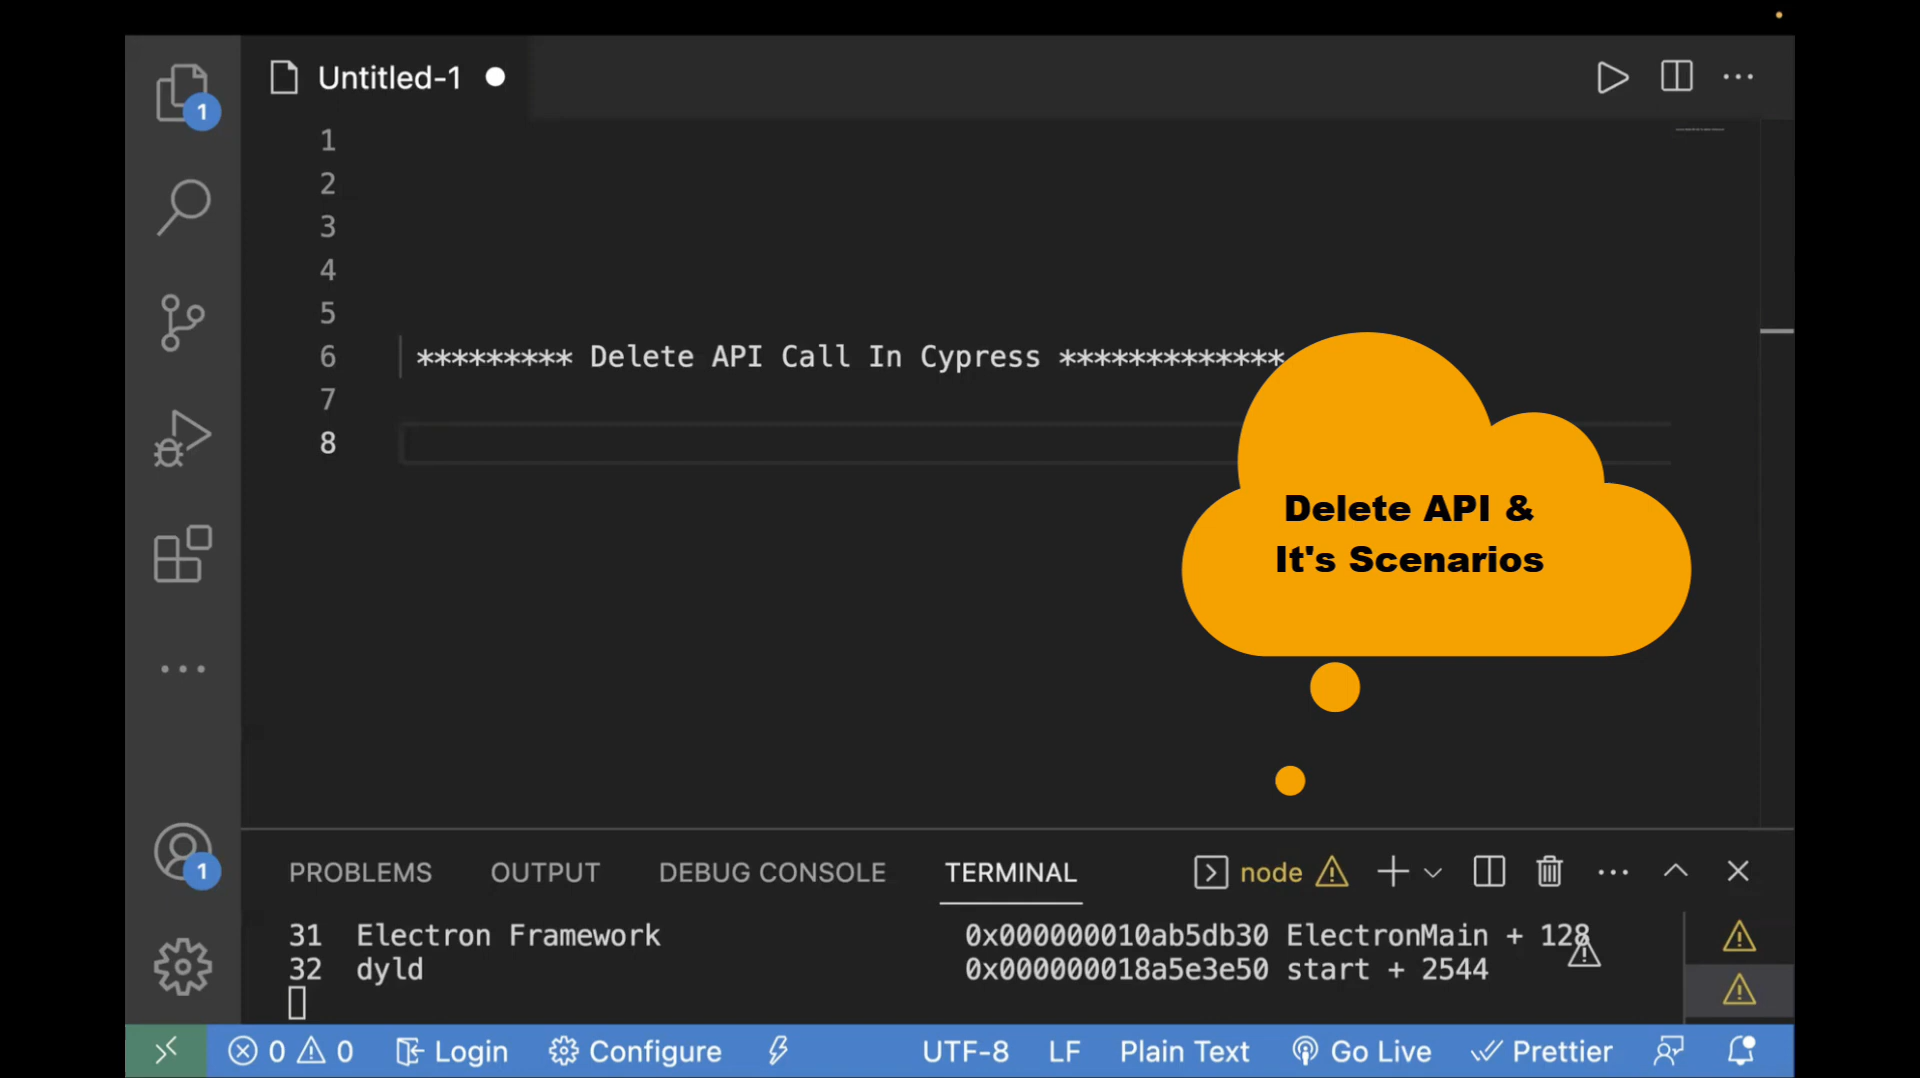 Untitled-1
1
1
2
3
4
5
6 ********* Delete API Call In Cypress *************
7
8
Delete API &
It's Scenarios
1
PROBLEMS OUTPUT DEBUG CONSOLE TERMINAL node
31 Electron Framework 0x000000010ab5db30 ElectronMain + 128
32 dyld 0x000000018a5e3e50 start + 2544
0 0 Login Configure UTF-8 LF Plain Text Go Live Prettier